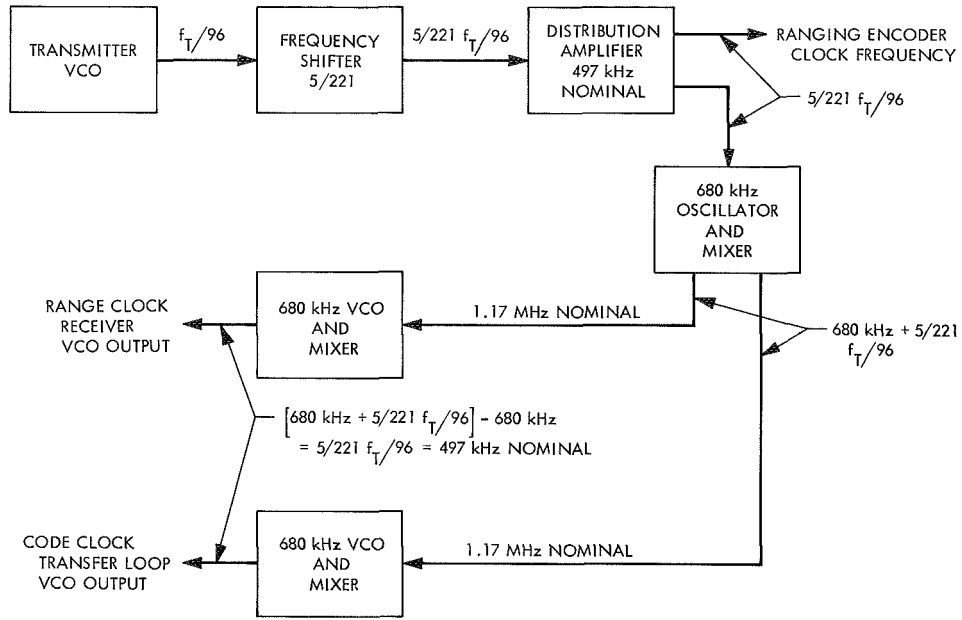 TRANSMITTER
VCO
f_T/96
FREQUENCY
SHIFTER
5/221
5/221 f_T/96
DISTRIBUTION
AMPLIFIER
497 kHz
NOMINAL
RANGING ENCODER
CLOCK FREQUENCY
5/221 f_T/96
680 kHz
OSCILLATOR
AND
MIXER
RANGE CLOCK
RECEIVER
VCO OUTPUT
680 kHz VCO
AND
MIXER
1.17 MHz NOMINAL
680 kHz + 5/221
f_T/96
[680 kHz + 5/221 f_T/96] - 680 kHz
= 5/221 f_T/96 = 497 kHz NOMINAL
CODE CLOCK
TRANSFER LOOP
VCO OUTPUT
680 kHz VCO
AND
MIXER
1.17 MHz NOMINAL